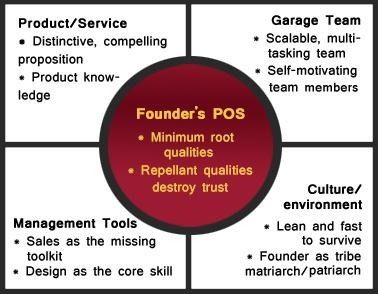 Product/Service
* Distinctive, compelling
proposition
* Product know-
ledge
Garage Team
* Scalable, multi-
tasking team
* Self-motivating
team members
Founder's POS
* Minimum root
qualities
* Repellant qualities
destroy trust
Management Tools
* Sales as the missing
toolkit
* Design as the core skill
Culture/
environment
* Lean and fast
to survive
* Founder as tribe
matriarch/patriarch